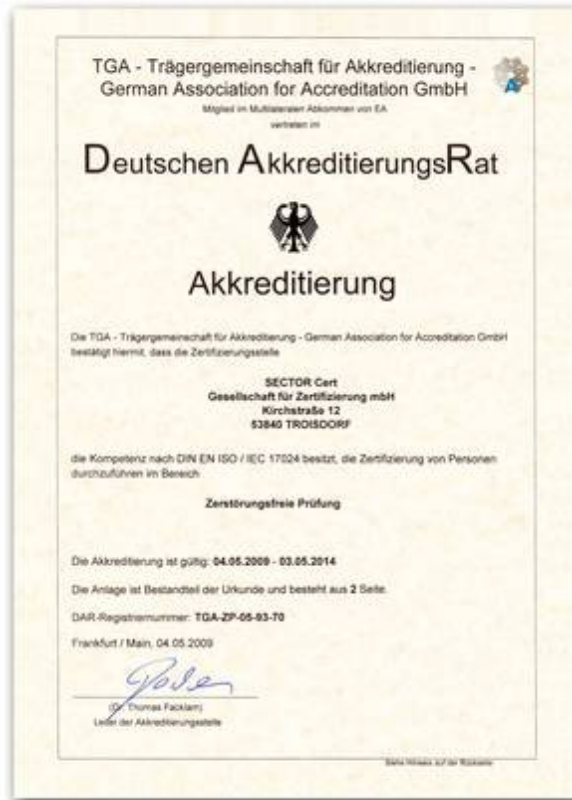 TGA - Trägergemeinschaft für Akkreditierung -
German Association for Accreditation GmbH
Mitglied im Multilateralen Abkommen von EA
vertreten im
Deutschen AkkreditierungsRat
Akkreditierung
Die TGA - Trägergemeinschaft für Akkreditierung - German Association for Accreditation GmbH
bestätigt hiermit, dass die Zertifizierungsstelle
SECTOR Cert
Gesellschaft für Zertifizierung mbH
Kirchstraße 12
53840 TROISDORF
die Kompetenz nach DIN EN ISO / IEC 17024 besitzt, die Zertifizierung von Personen
durchzuführen im Bereich
Zerstörungsfreie Prüfung
Die Akkreditierung ist gültig: 04.05.2009 - 03.05.2014
Die Anlage ist Bestandteil der Urkunde und besteht aus 2 Seite.
DAR-Registriernummer: TGA-ZP-05-93-70
Frankfurt / Main, 04.05.2009
(Dr. Thomas Facklam)
Leiter der Akkreditierungsstelle
Siehe Hinweis auf der Rückseite